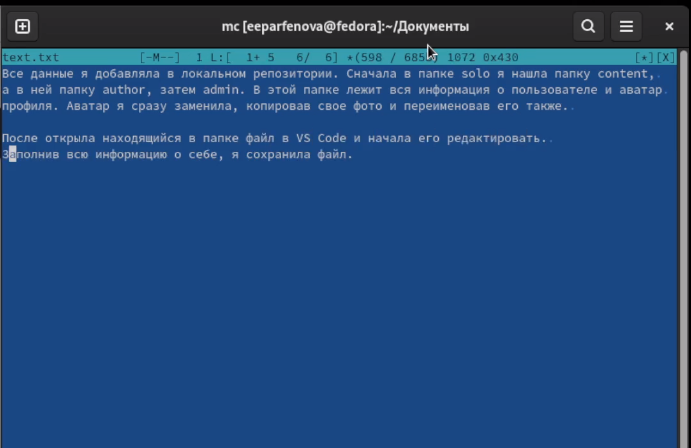 mc [eeparfenova@fedora]:~/Документы
text.txt [-M--] 1 L:[ 1+ 5 6/ 6] *(598 / 685b) 1072 0x430 [*][X]
Все данные я добавляла в локальном репозитории. Сначала в папке solo я нашла папку content,.
а в ней папку author, затем admin. В этой папке лежит вся информация о пользователе и аватар.
профиля. Аватар я сразу заменила, копировав свое фото и переименовав его также..
После открыла находящийся в папке файл в VS Code и начала его редактировать..
Заполнив всю информацию о себе, я сохранила файл.